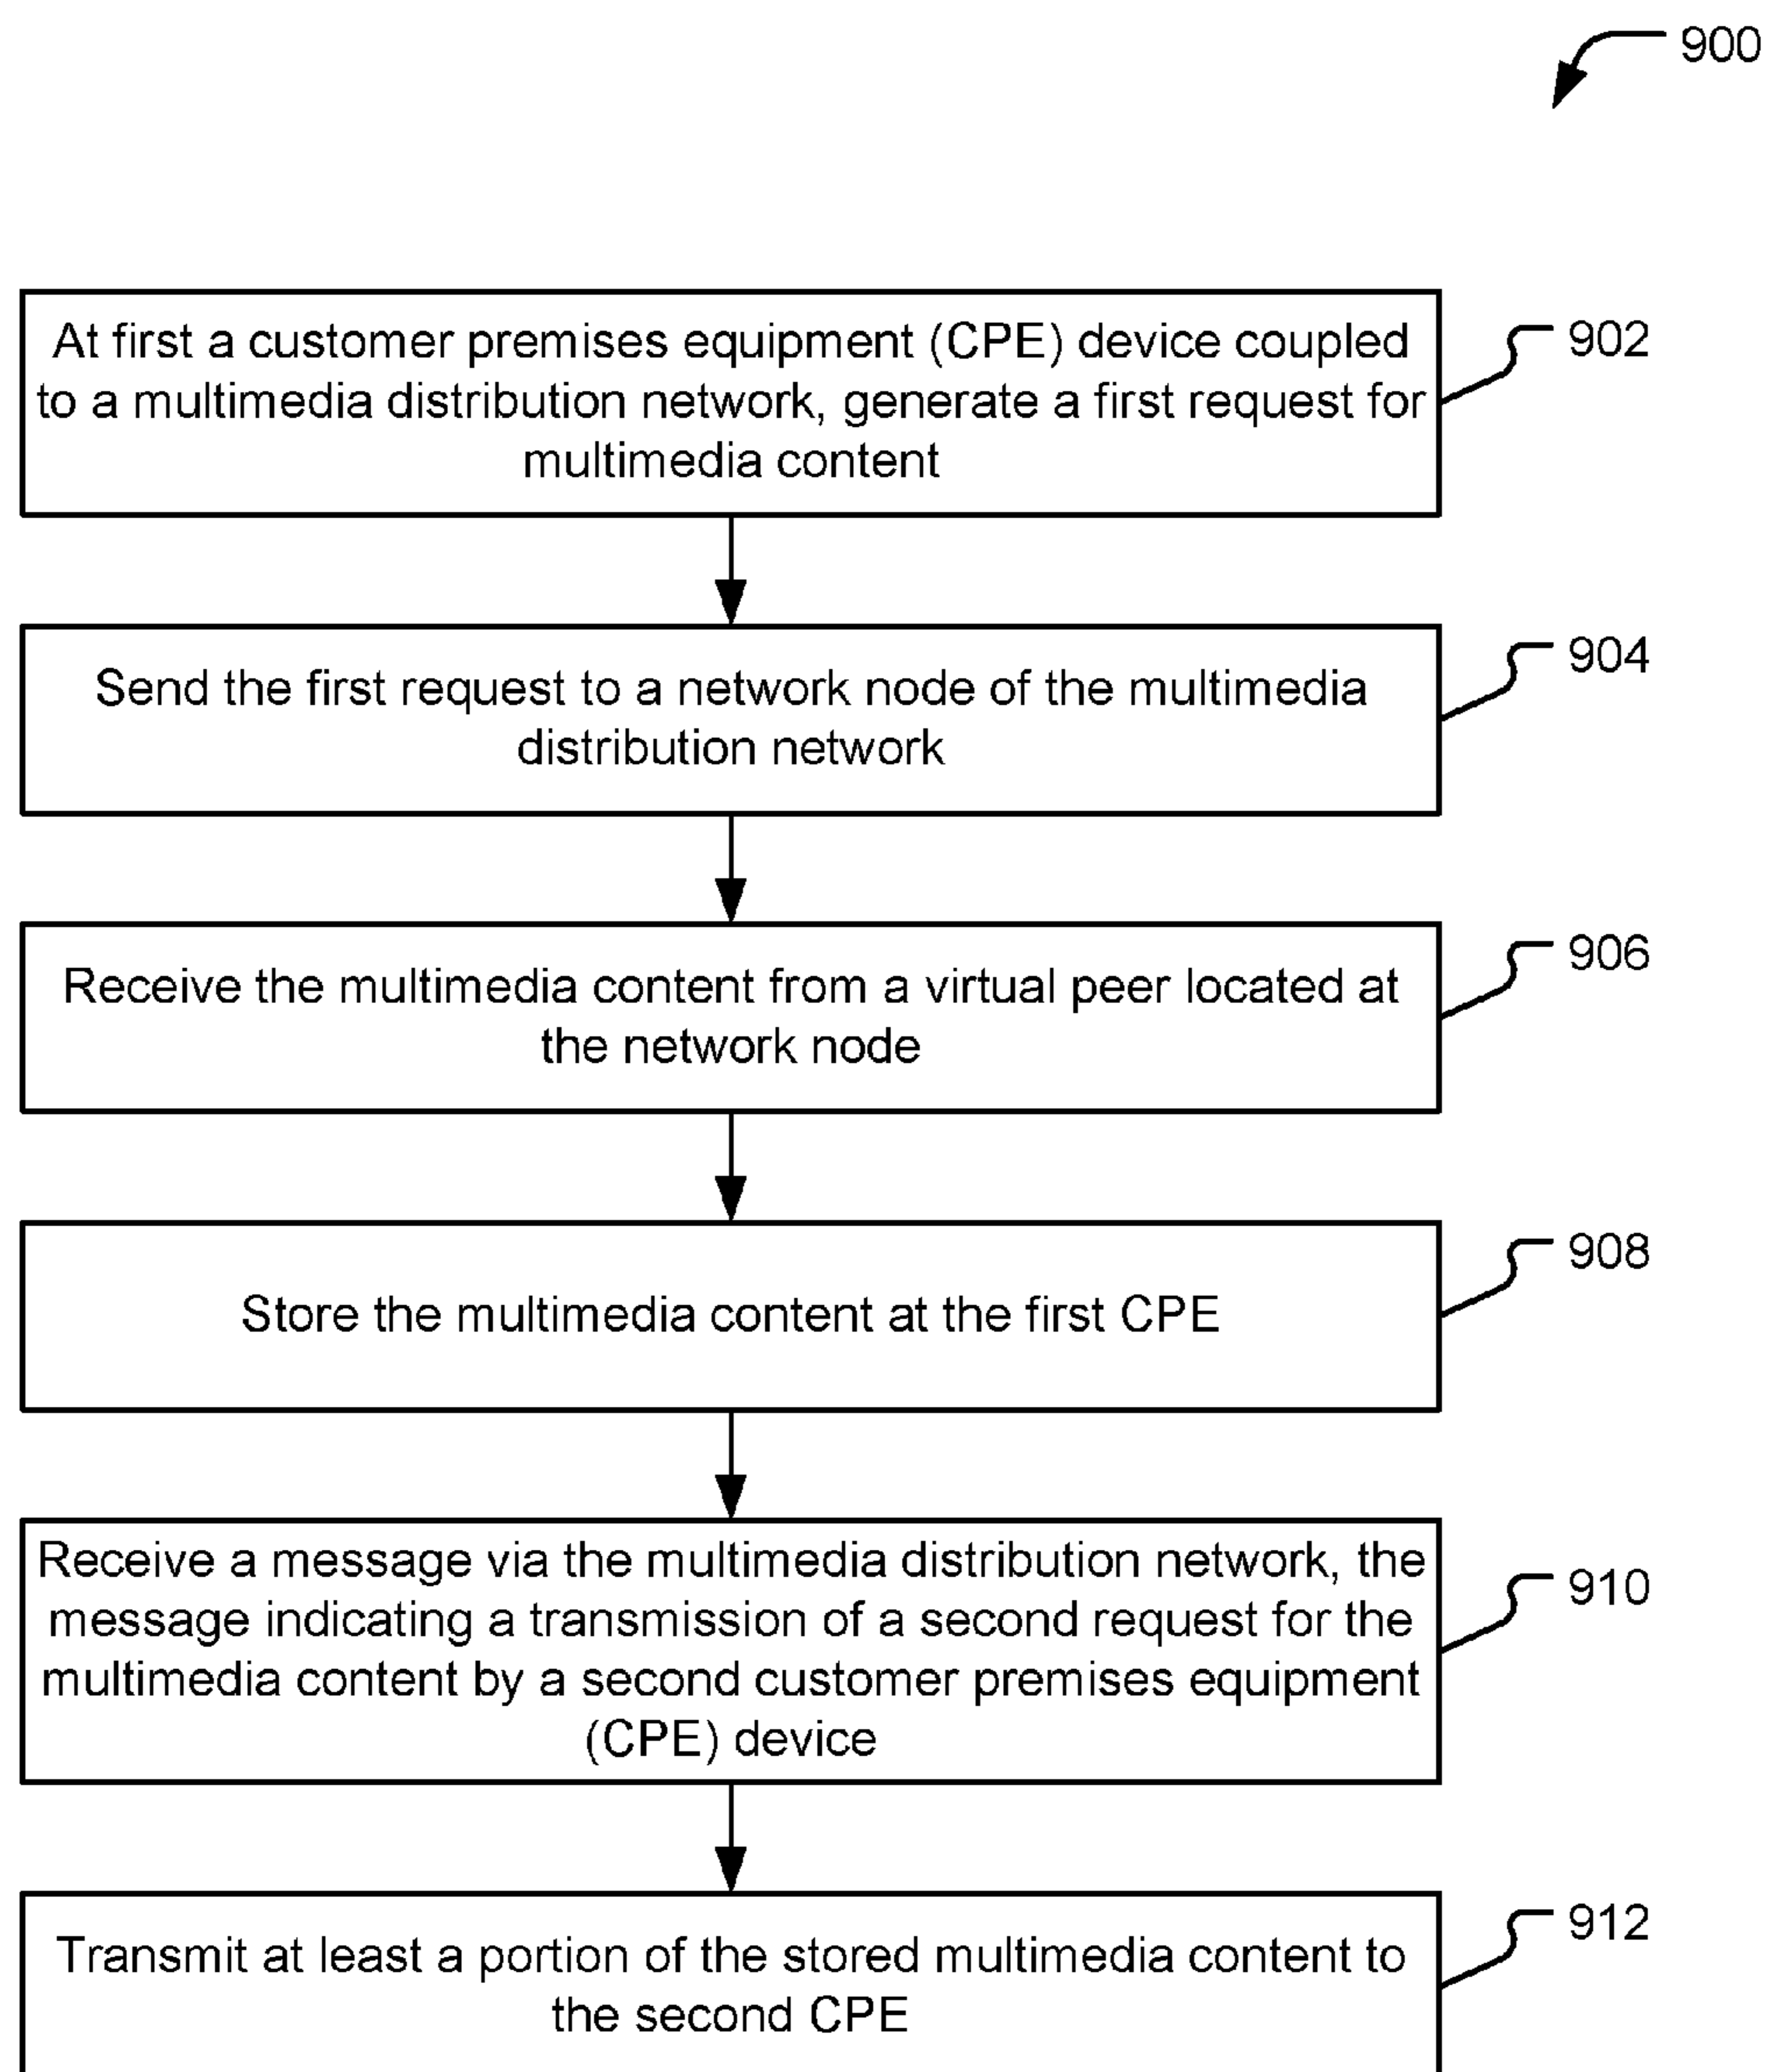 900
At first a customer premises equipment (CPE) device coupled
to a multimedia distribution network, generate a first request for
multimedia content
902
Send the first request to a network node of the multimedia
distribution network
904
Receive the multimedia content from a virtual peer located at
the network node
906
Store the multimedia content at the first CPE
908
Receive a message via the multimedia distribution network, the
message indicating a transmission of a second request for the
multimedia content by a second customer premises equipment
(CPE) device
910
Transmit at least a portion of the stored multimedia content to
the second CPE
912